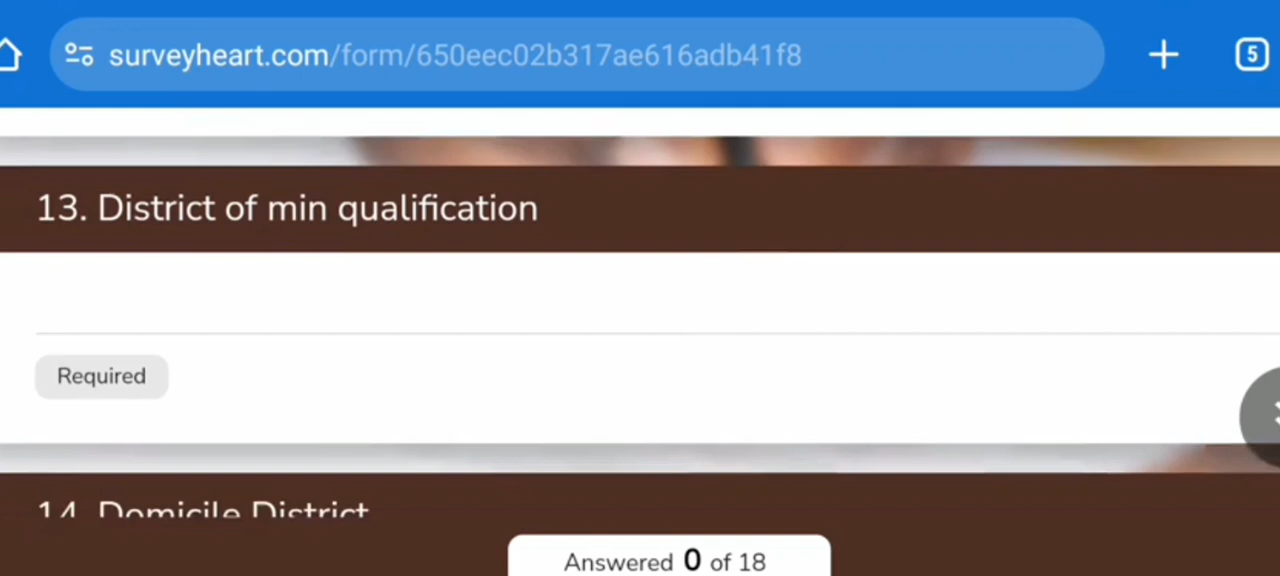 surveyheart.com/form/650eec02b317ae616adb41f8
5
13. District of min qualification
Required
14. Domicile District
Answered 0 of 18